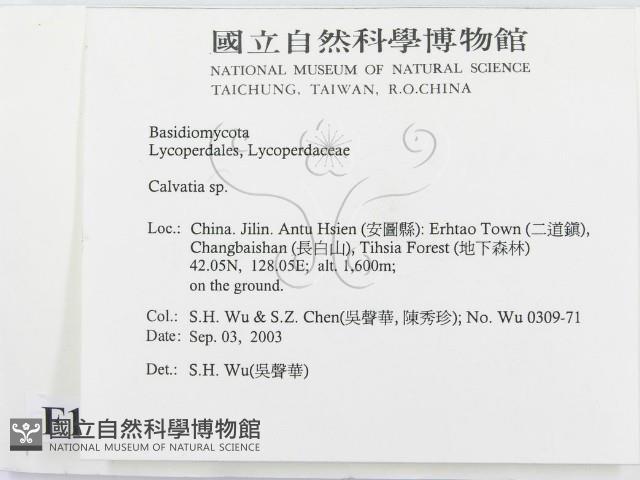 國立自然科學博物館
NATIONAL MUSEUM OF NATURAL SCIENCE
TAICHUNG, TAIWAN, R.O.CHINA
Basidiomycota
Lycoperdales, Lycoperdaceae
Calvatia sp.
Loc.: China. Jilin. Antu Hsien (安圖縣): Erhtao Town (二道鎮),
Changbaishan (長白山), Tihsia Forest (地下森林)
42.05N, 128.05E; alt. 1,600m;
on the ground.
Col.: S.H. Wu & S.Z. Chen(吳聲華, 陳秀珍); No. Wu 0309-71
Date: Sep. 03, 2003
Det.: S.H. Wu(吳聲華)
國立自然科學博物館
NATIONAL MUSEUM OF NATURAL SCIENCE